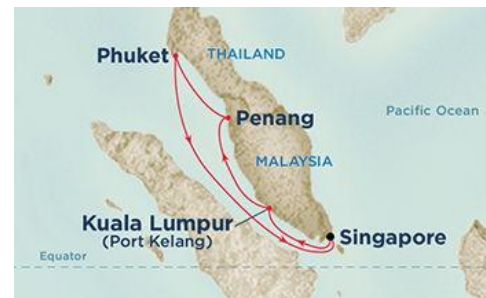 Phuket
THAILAND
Penang
Pacific Ocean
MALAYSIA
Kuala Lumpur
(Port Kelang)
Singapore
Equator